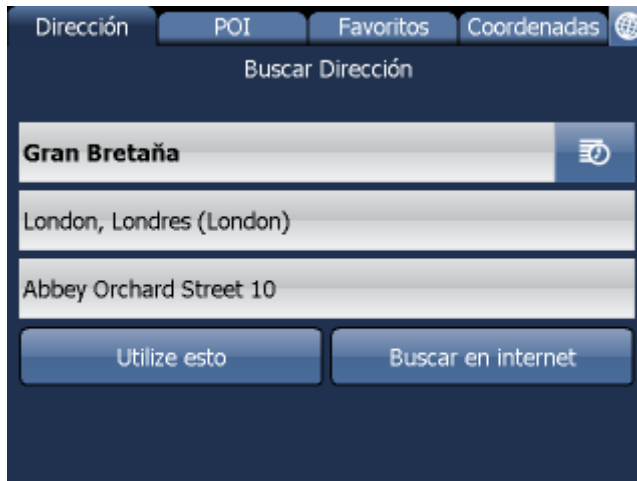 Dirección POI Favoritos Coordenadas
Buscar Dirección
Gran Bretaña
London, Londres (London)
Abbey Orchard Street 10
Utilize esto Buscar en internet